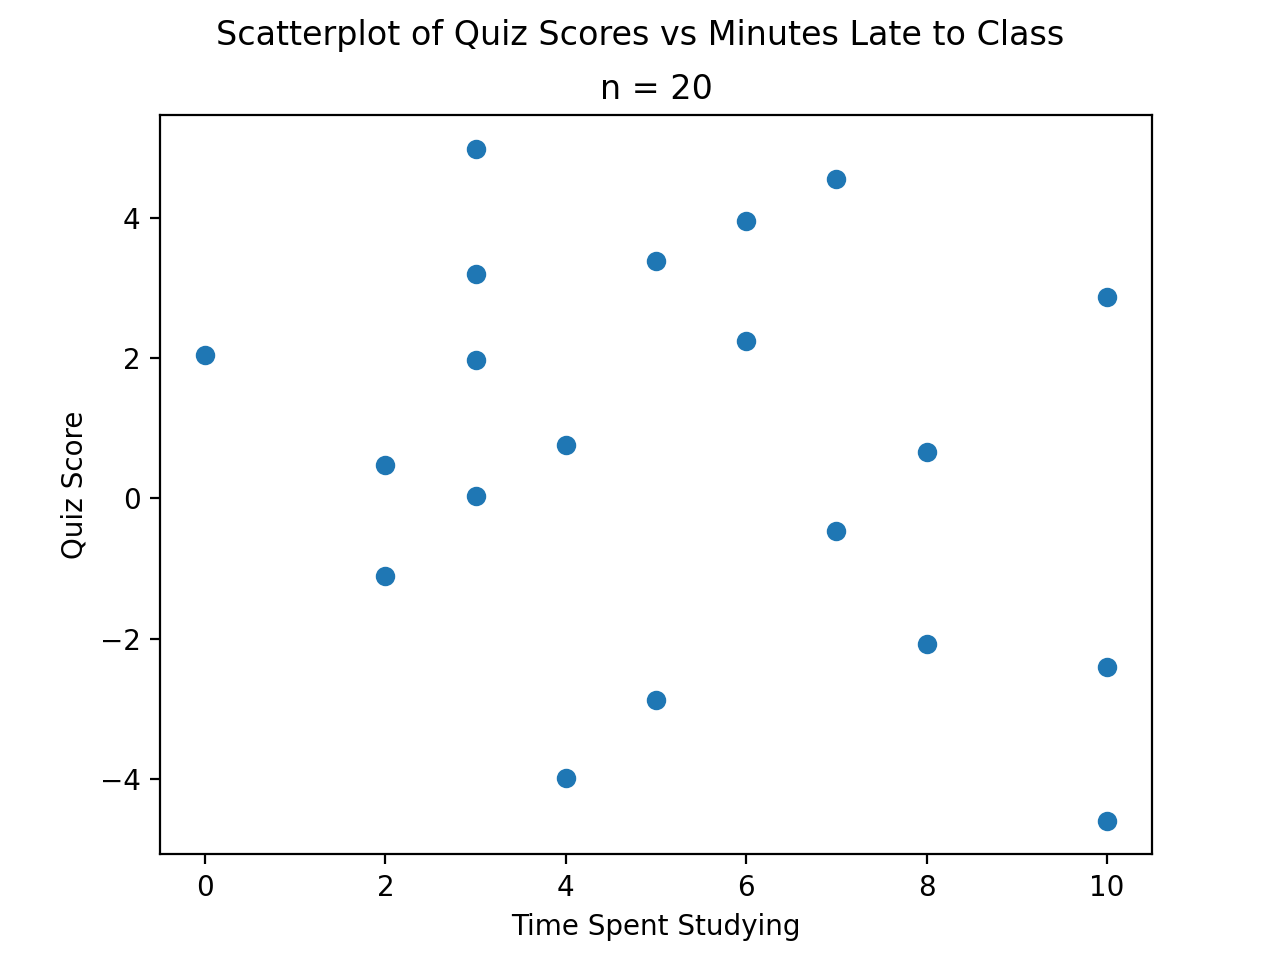 Scatterplot of Quiz Scores vs Minutes Late to Class
n = 20
Quiz Score
4
2
0
−2
−4
0 2 4 6 8 10
Time Spent Studying